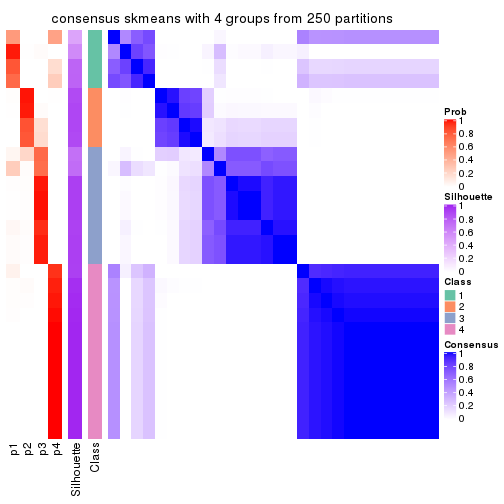 consensus skmeans with 4 groups from 250 partitions
Prob
1
0.8
0.6
0.4
0.2
0
Silhouette
1
0.8
0.6
0.4
0.2
0
Class
1
2
3
4
Consensus
1
0.8
0.6
0.4
0.2
0
p1
p2
p3
p4
Silhouette
Class